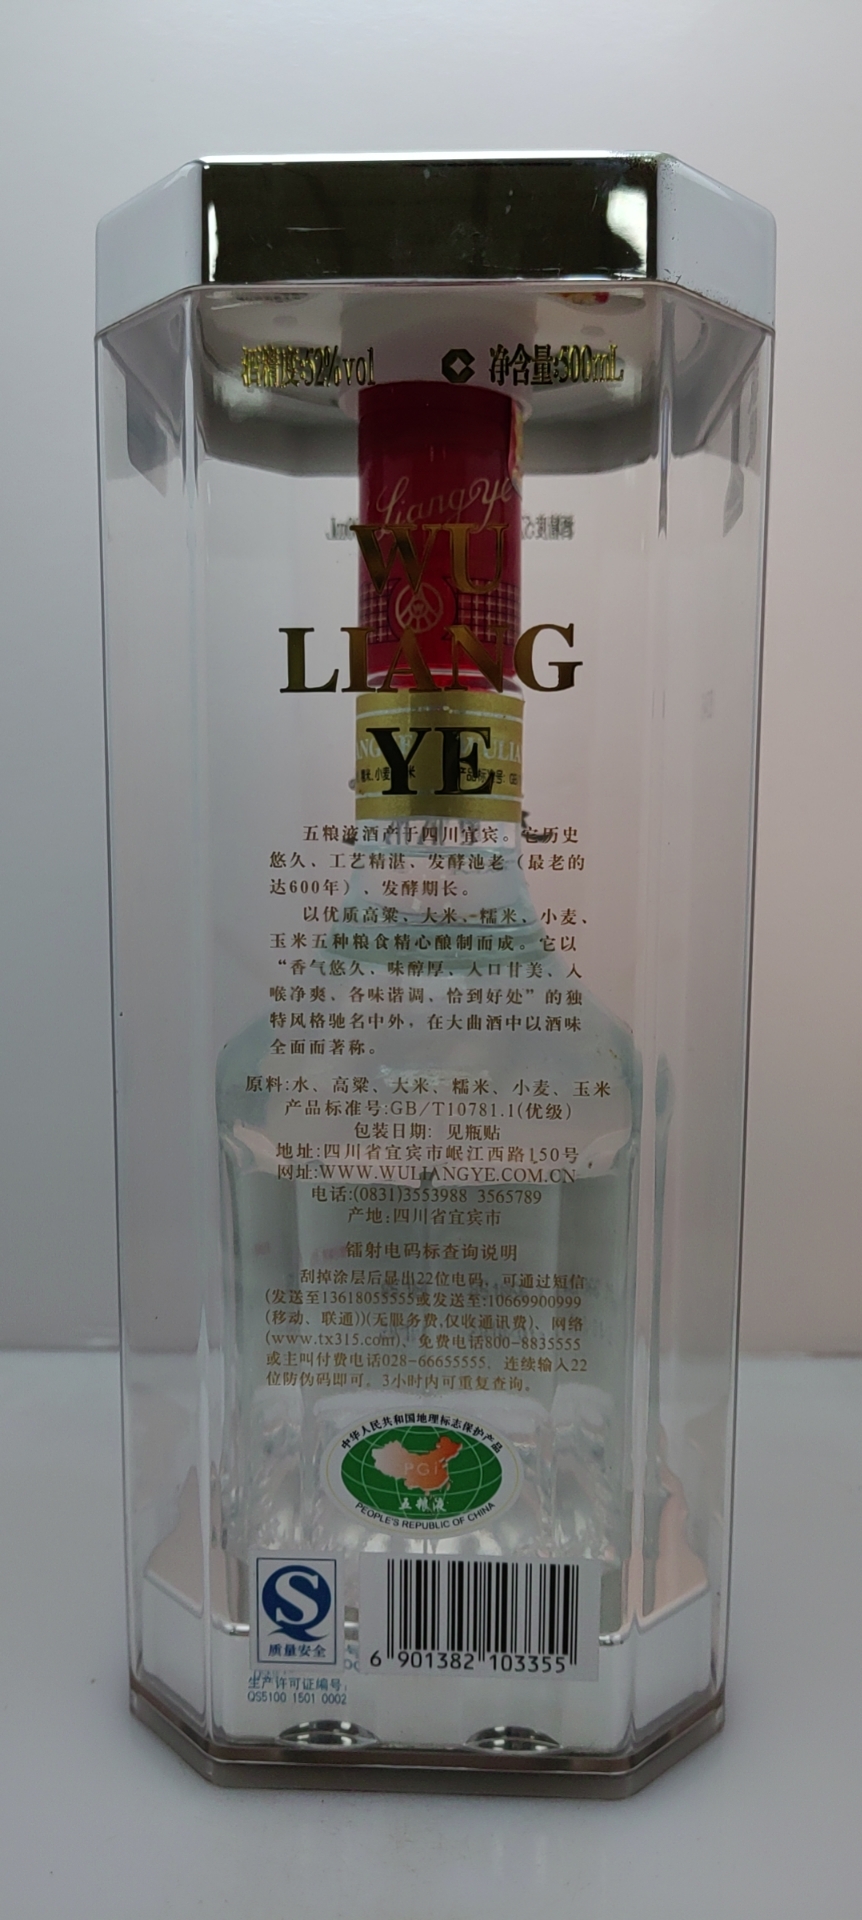 酒精度:52%vol 净含量:500mL
Liangye
WU
LIANG
YE
五粮液酒产于四川宜宾。它历史
悠久、工艺精湛、发酵池老（最老的
达600年）、发酵期长。
以优质高粱、大米、糯米、小麦、
玉米五种粮食精心酿制而成。它以
“香气悠久、味醇厚、入口甘美、入
喉净爽、各味谐调、恰到好处”的独
特风格驰名中外，在大曲酒中以酒味
全面而著称。
原料:水、高粱、大米、糯米、小麦、玉米
产品标准号:GB/T10781.1(优级)
包装日期: 见瓶贴
地址:四川省宜宾市岷江西路150号
网址:WWW.WULIANGYE.COM.CN
电话:(0831)3553988 3565789
产地:四川省宜宾市
镭射电码标查询说明
刮掉涂层后显出22位电码，可通过短信
(发送至13618055555或发送至:10669900999
(移动、联通))(无服务费,仅收通讯费)、网络
(www.tx315.com)、免费电话800-8835555
或主叫付费电话028-66655555, 连续输入22
位防伪码即可。3小时内可重复查询。
中华人民共和国地理标志保护产品
PGI
五粮液
PEOPLE'S REPUBLIC OF CHINA
质量安全
6 901382 103355
生产许可证编号:
QS5100 1501 0002